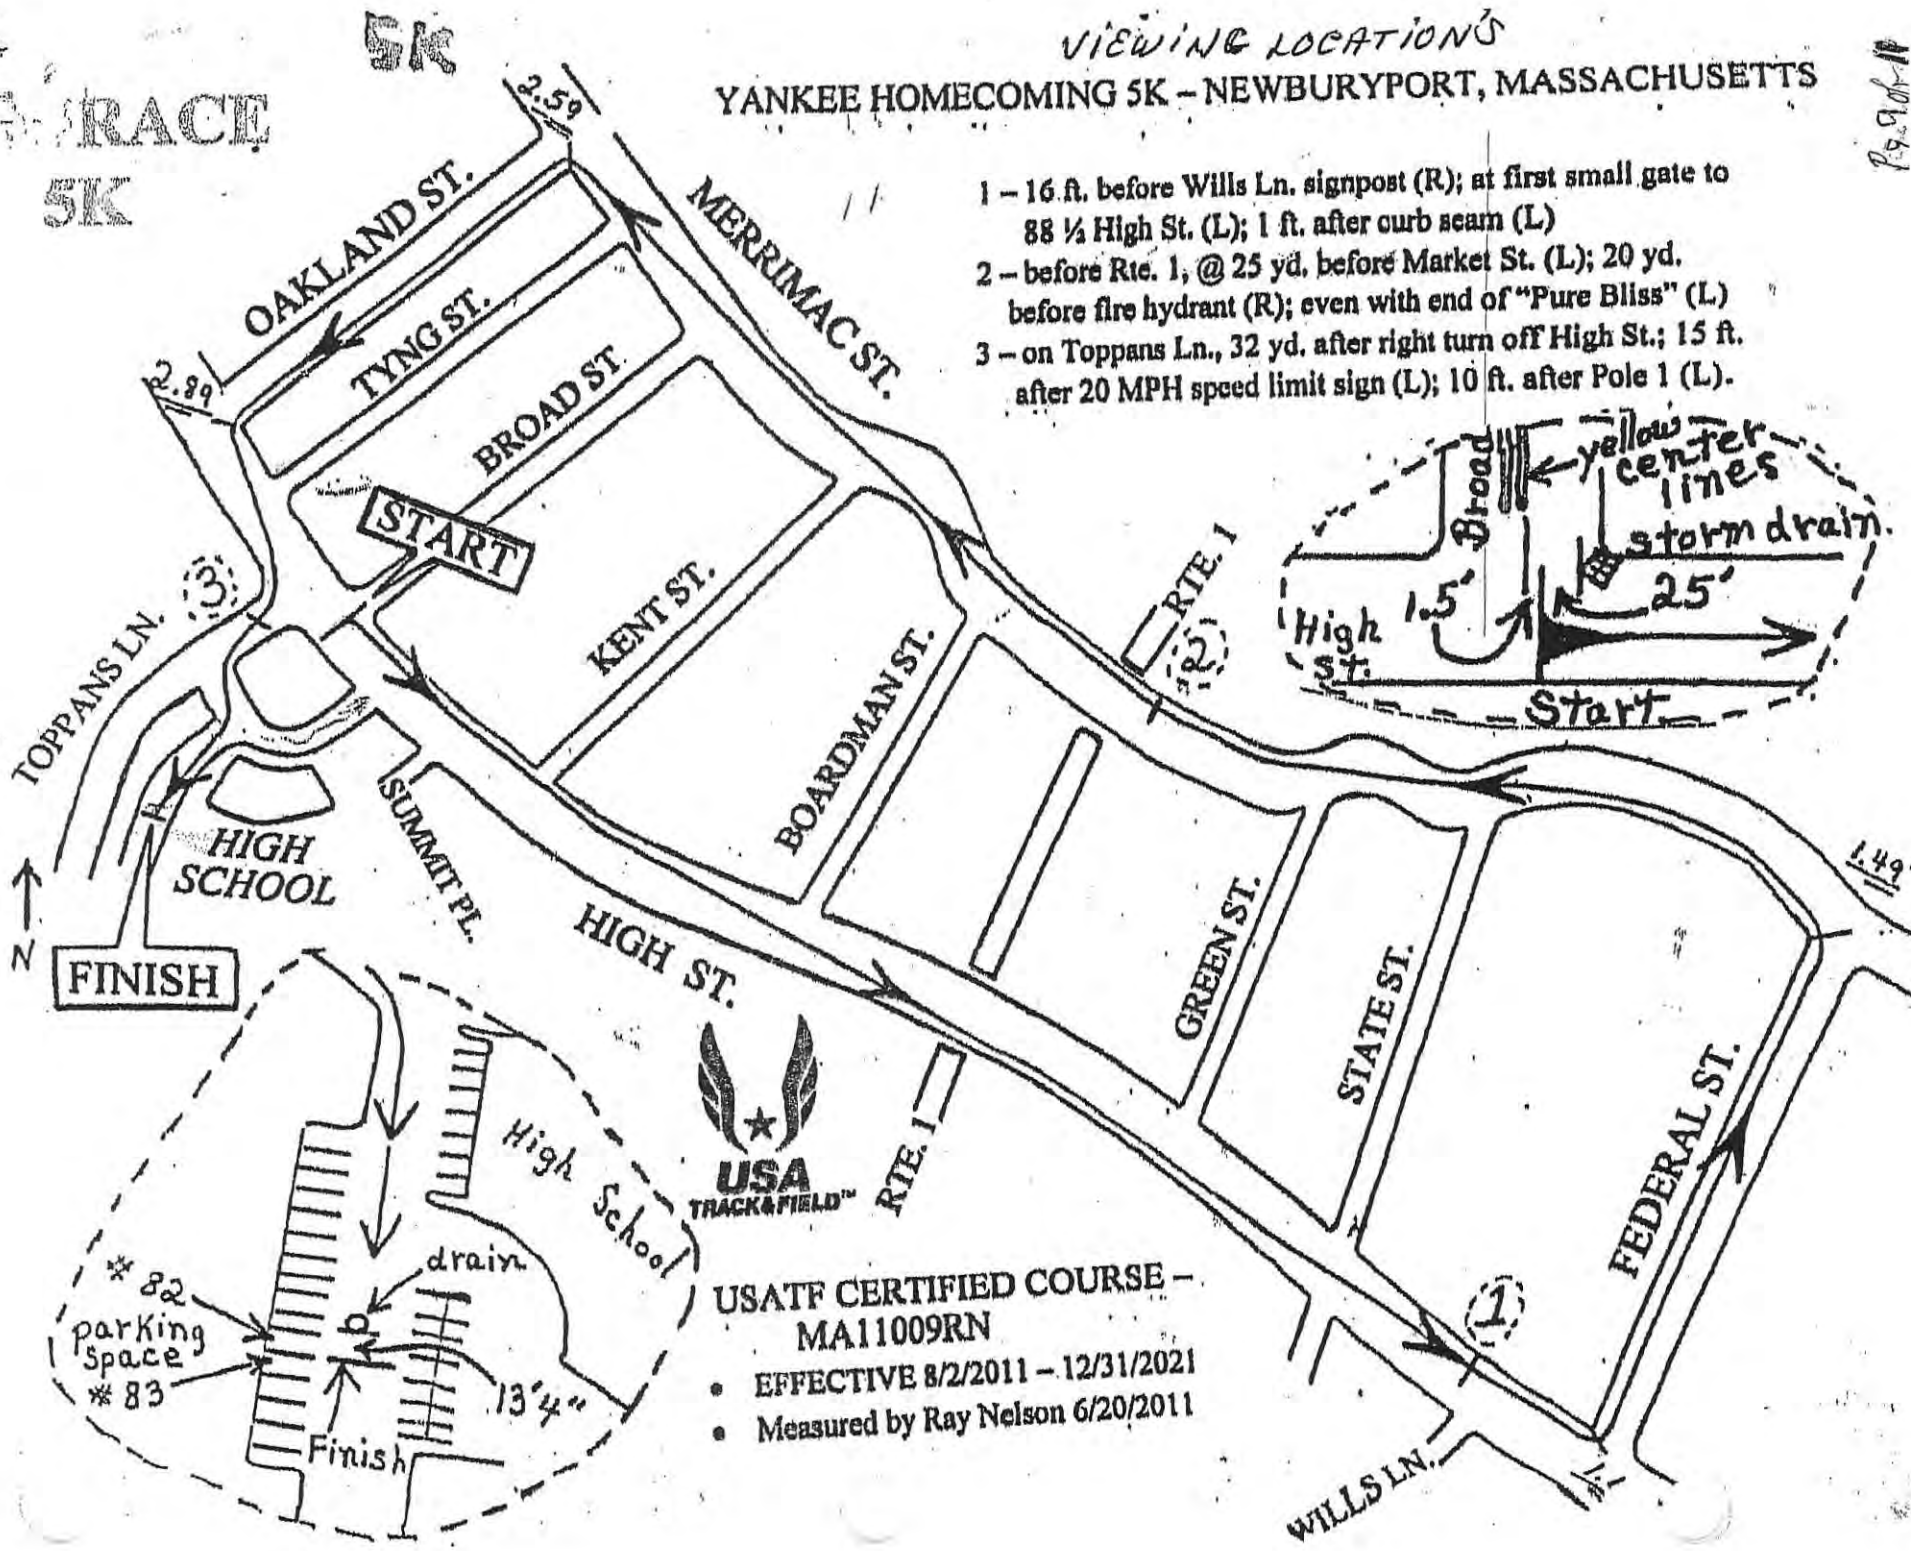 5K
VIEWING LOCATION'S
YANKEE HOMECOMING 5K – NEWBURYPORT, MASSACHUSETTS
RACE
5K
1 – 16 ft. before Wills Ln. signpost (R); at first small gate to
88 ½ High St. (L); 1 ft. after curb seam (L)
2 – before Rte. 1, @ 25 yd. before Market St. (L); 20 yd.
before fire hydrant (R); even with end of "Pure Bliss" (L)
3 – on Toppans Ln., 32 yd. after right turn off High St.; 15 ft.
after 20 MPH speed limit sign (L); 10 ft. after Pole 1 (L).
2.59
OAKLAND ST.
MERRIMAC ST.
TYNG ST.
2.89
BROAD ST.
START
3
TOPPANS LN.
KENT ST.
BOARDMAN ST.
RTE. 1
2
Broad
yellow
center
lines
storm drain.
1.5'
25'
High
St.
Start
1.49
HIGH
SCHOOL
SUMMIT PL.
N
FINISH
HIGH ST.
GREEN ST.
STATE ST.
FEDERAL ST.
RTE. 1
1
1.1
WILLS LN.
USA
TRACK & FIELD™
High
School
drain
# 82
parking
space
# 83
13'4"
Finish
USATF CERTIFIED COURSE –
MA11009RN
• EFFECTIVE 8/2/2011 – 12/31/2021
• Measured by Ray Nelson 6/20/2011